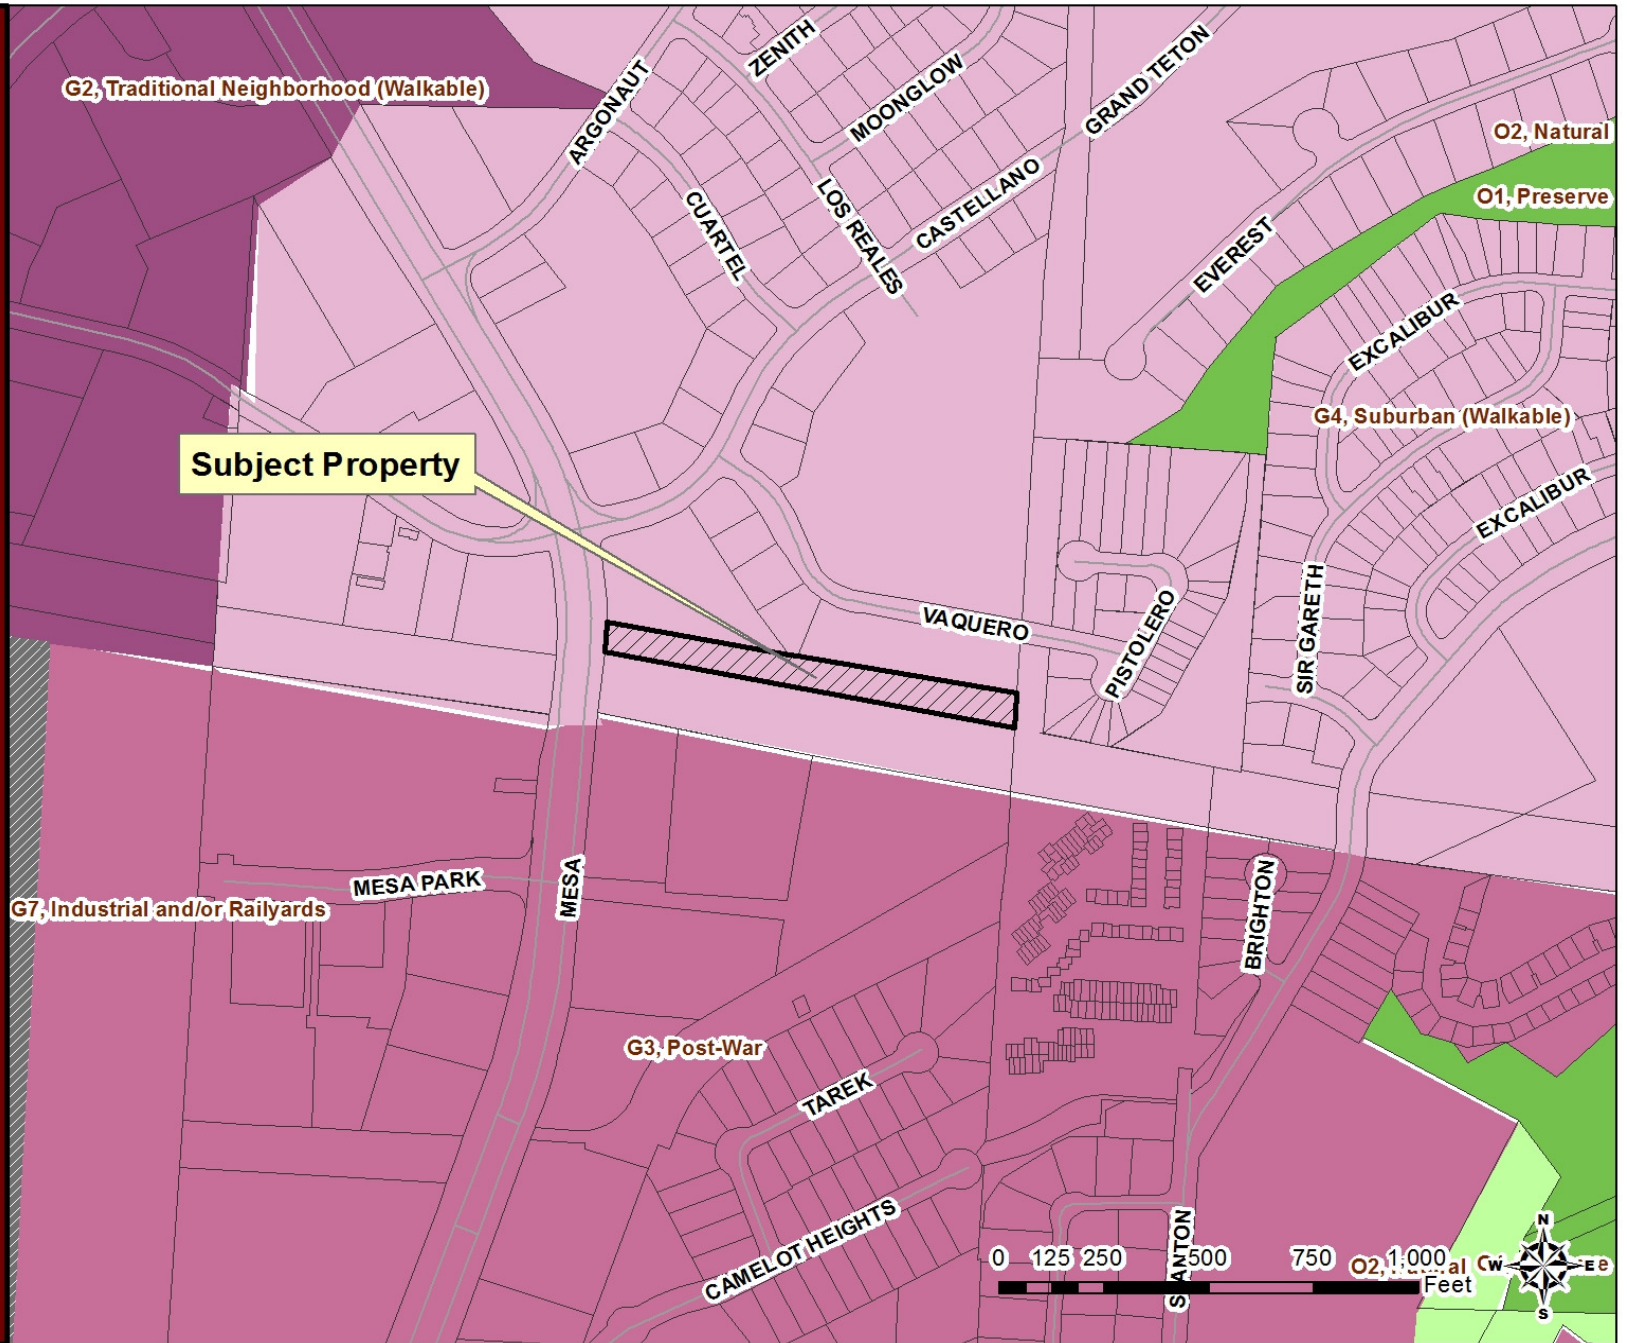 ZENITH
G2, Traditional Neighborhood (Walkable)
ARGONAUT
MOONGLOW
GRAND TETON
O2, Natural
O1, Preserve
CUARTEL
LOS REALES
CASTELLANO
EVEREST
EXCALIBUR
G4, Suburban (Walkable)
Subject Property
EXCALIBUR
VAQUERO
PISTOLERO
SIR GARETH
MESA PARK
MESA
G7, Industrial and/or Railyards
BRIGHTON
G3, Post-War
TAREK
CAMELOT HEIGHTS
N
0 125 250 500 750 1,000
W E
Feet
S